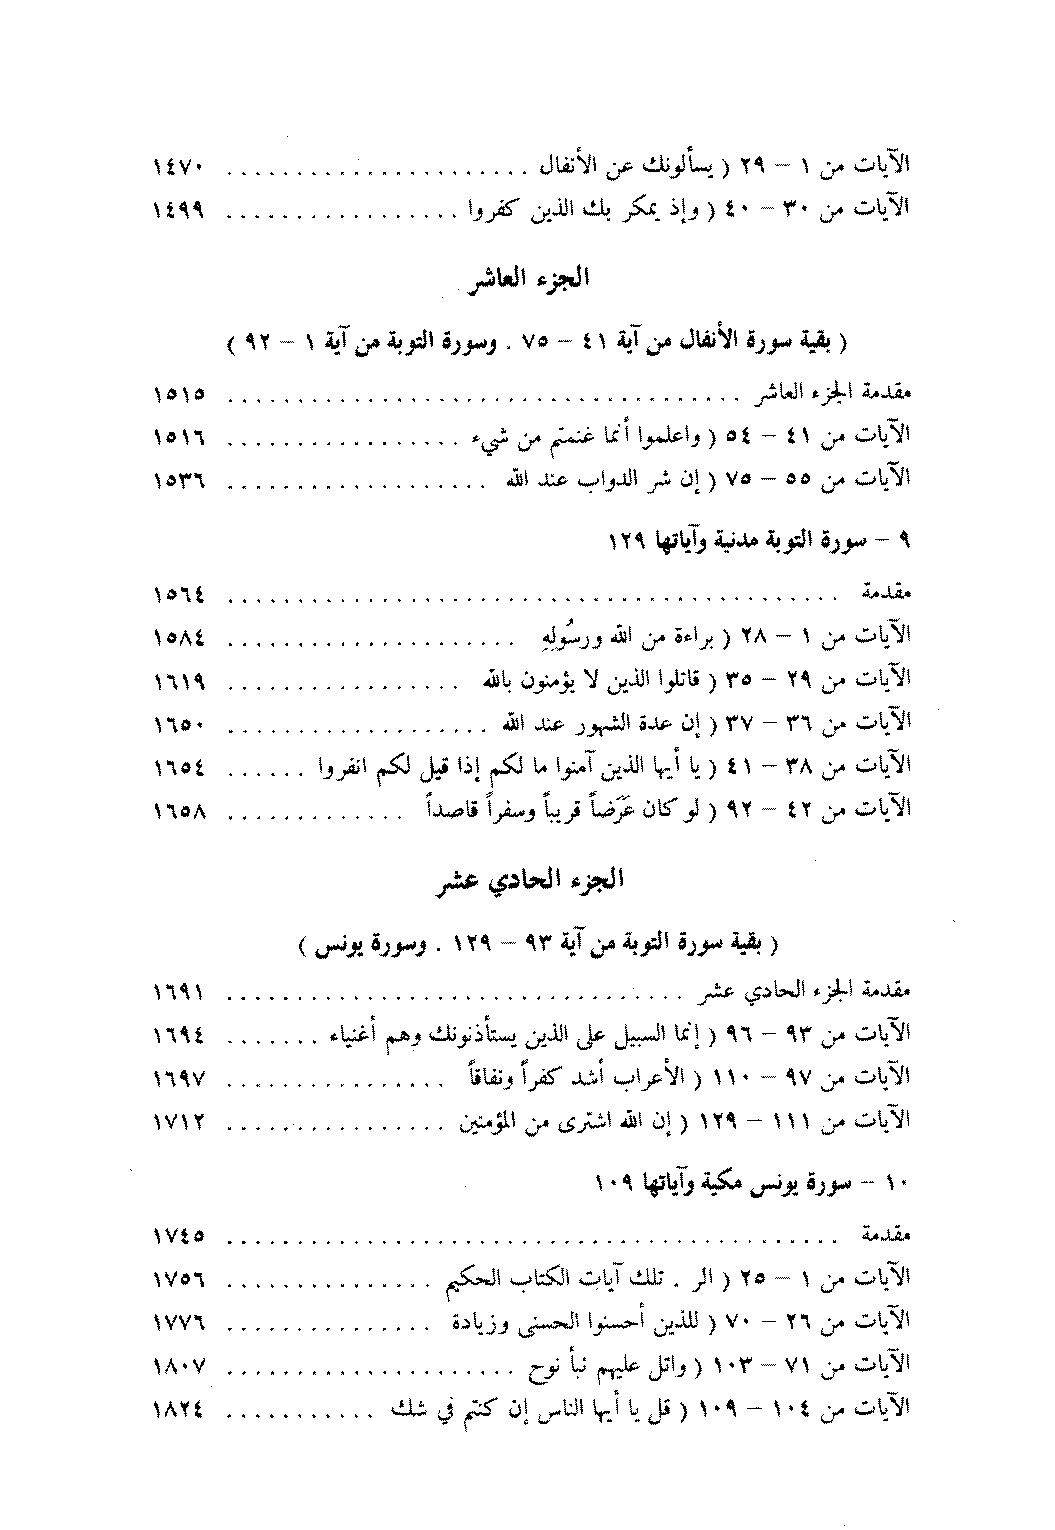 الآيات من ١ – ٢٩ ( يسألونك عن الأنفال . . . . . . . . . . . . . . . . . . . . . . ١٤٧٠
الآيات من ٣٠ – ٤٠ ( وإذ يمكر بك الذين كفروا . . . . . . . . . . . . . . . . . ١٤٩٩
الجزء العاشر
( بقية سورة الأنفال من آية ٤١ – ٧٥ . وسورة التوبة من آية ١ – ٩٢ )
مقدمة الجزء العاشر . . . . . . . . . . . . . . . . . . . . . . . . . . . . . . . . . . . . . ١٥١٥
الآيات من ٤١ – ٥٤ ( واعلموا أنما غنمتم من شيء . . . . . . . . . . . . . . . . . ١٥١٦
الآيات من ٥٥ – ٧٥ ( إن شر الدواب عند الله . . . . . . . . . . . . . . . . . . . ١٥٣٦
٩ – سورة التوبة مدنية وآياتها ١٢٩
مقدمة . . . . . . . . . . . . . . . . . . . . . . . . . . . . . . . . . . . . . . . . . . . . ١٥٦٤
الآيات من ١ – ٢٨ ( براءة من الله ورسُولِهِ . . . . . . . . . . . . . . . . . . . . . ١٥٨٤
الآيات من ٢٩ – ٣٥ ( قاتلوا الذين لا يؤمنون بالله . . . . . . . . . . . . . . . . . ١٦١٩
الآيات من ٣٦ – ٣٧ ( إن عدة الشهور عند الله . . . . . . . . . . . . . . . . . . . ١٦٥٠
الآيات من ٣٨ – ٤١ ( يا أيها الذين آمنوا ما لكم إذا قيل لكم انفروا . . . . . . ١٦٥٤
الآيات من ٤٢ – ٩٢ ( لو كان عَرَضاً قريباً وسفراً قاصداً . . . . . . . . . . . . . ١٦٥٨
الجزء الحادي عشر
( بقية سورة التوبة من آية ٩٣ – ١٢٩ . وسورة يونس )
مقدمة الجزء الحادي عشر . . . . . . . . . . . . . . . . . . . . . . . . . . . . . . . . . ١٦٩١
الآيات من ٩٣ – ٩٦ ( إنما السبيل على الذين يستأذنونك وهم أغنياء . . . . . . . ١٦٩٤
الآيات من ٩٧ – ١١٠ ( الأعراب أشد كفراً ونفاقاً . . . . . . . . . . . . . . . . ١٦٩٧
الآيات من ١١١ – ١٢٩ ( إن الله اشترى من المؤمنين . . . . . . . . . . . . . . . . ١٧١٢
١٠ – سورة يونس مكية وآياتها ١٠٩
مقدمة . . . . . . . . . . . . . . . . . . . . . . . . . . . . . . . . . . . . . . . . . . . . ١٧٤٥
الآيات من ١ – ٢٥ ( الر . تلك آيات الكتاب الحكيم . . . . . . . . . . . . . . . ١٧٥٦
الآيات من ٢٦ – ٧٠ ( للذين أحسنوا الحسنى وزيادة . . . . . . . . . . . . . . . ١٧٧٦
الآيات من ٧١ – ١٠٣ ( واتل عليهم نبأ نوح . . . . . . . . . . . . . . . . . . . . . ١٨٠٧
الآيات من ١٠٤ – ١٠٩ ( قل يا أيها الناس إن كنتم في شك . . . . . . . . . . . ١٨٢٤